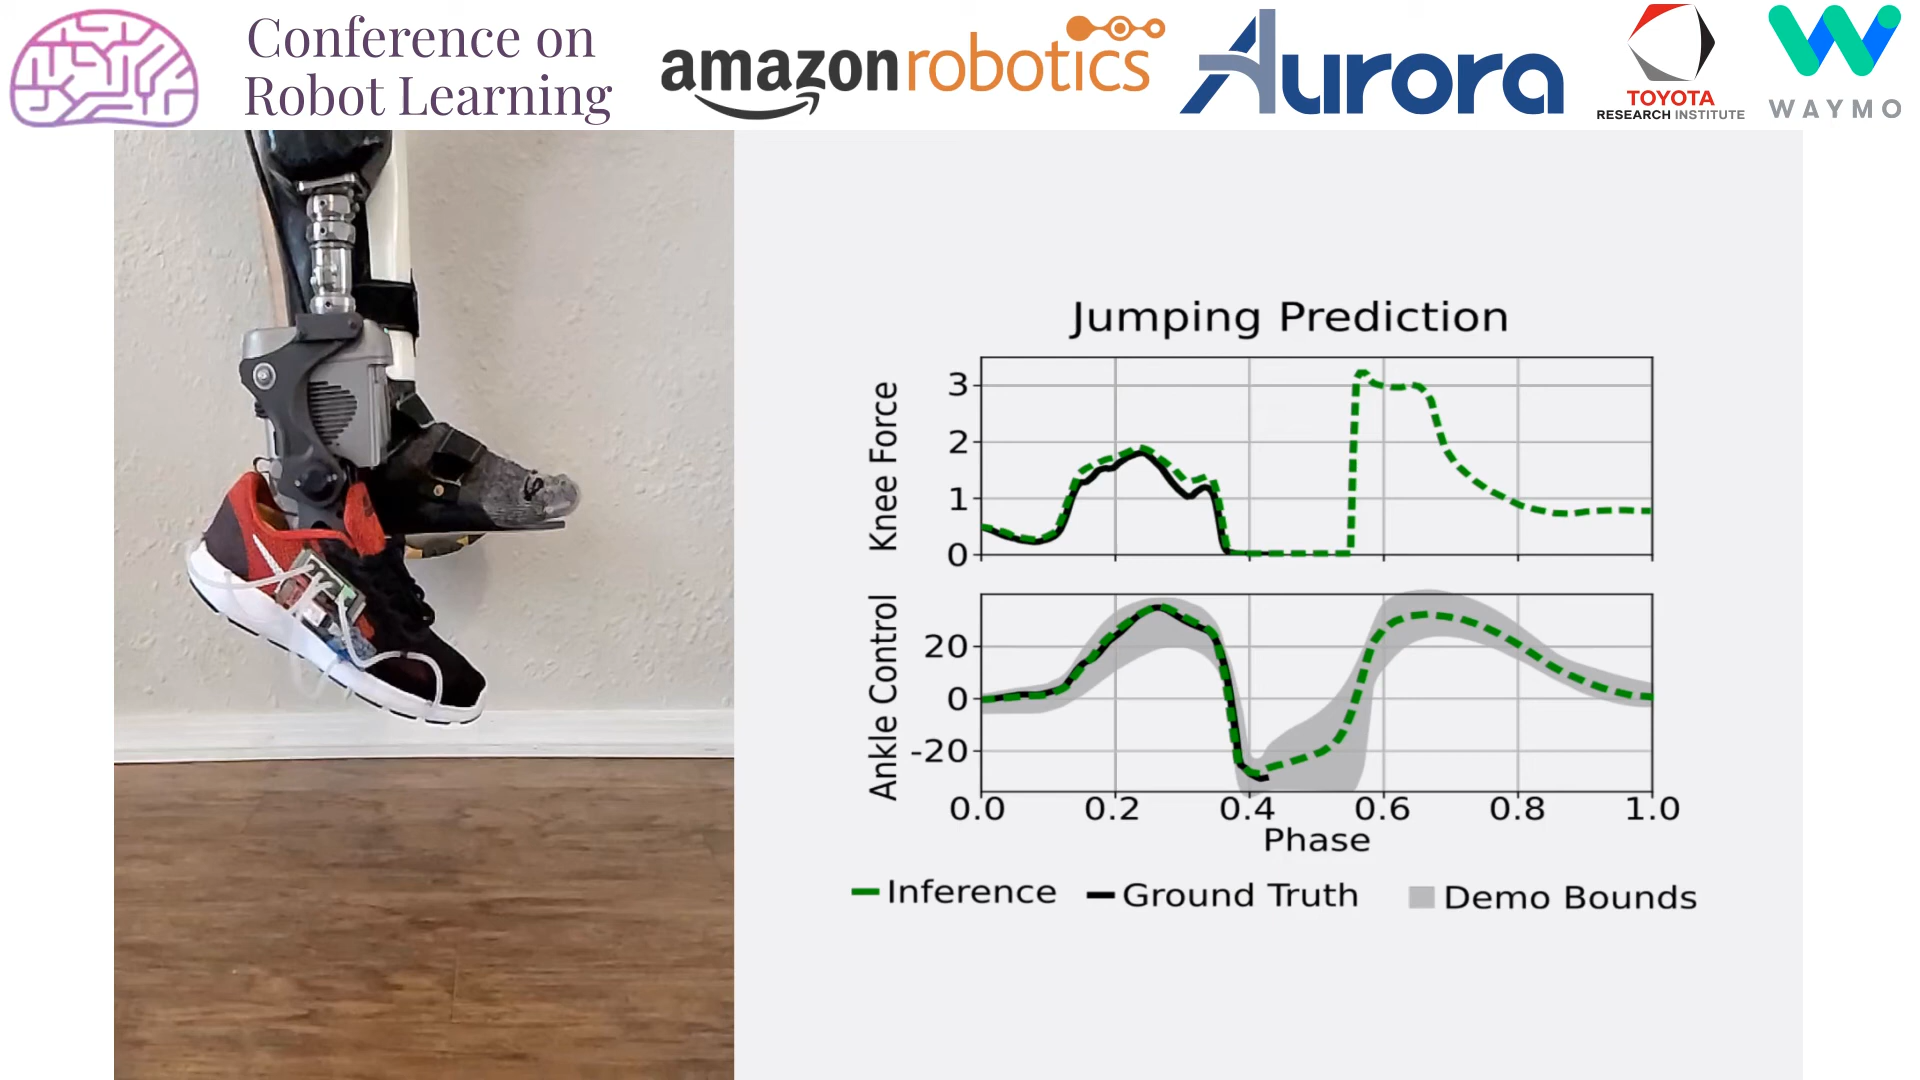 Conference on
Robot Learning
amazon robotics
Aurora
TOYOTA
RESEARCH INSTITUTE
WAYMO
Jumping Prediction
Knee Force
3
2
1
0
Ankle Control
20
0
-20
0.0 0.2 0.4 0.6 0.8 1.0
Phase
Inference Ground Truth Demo Bounds